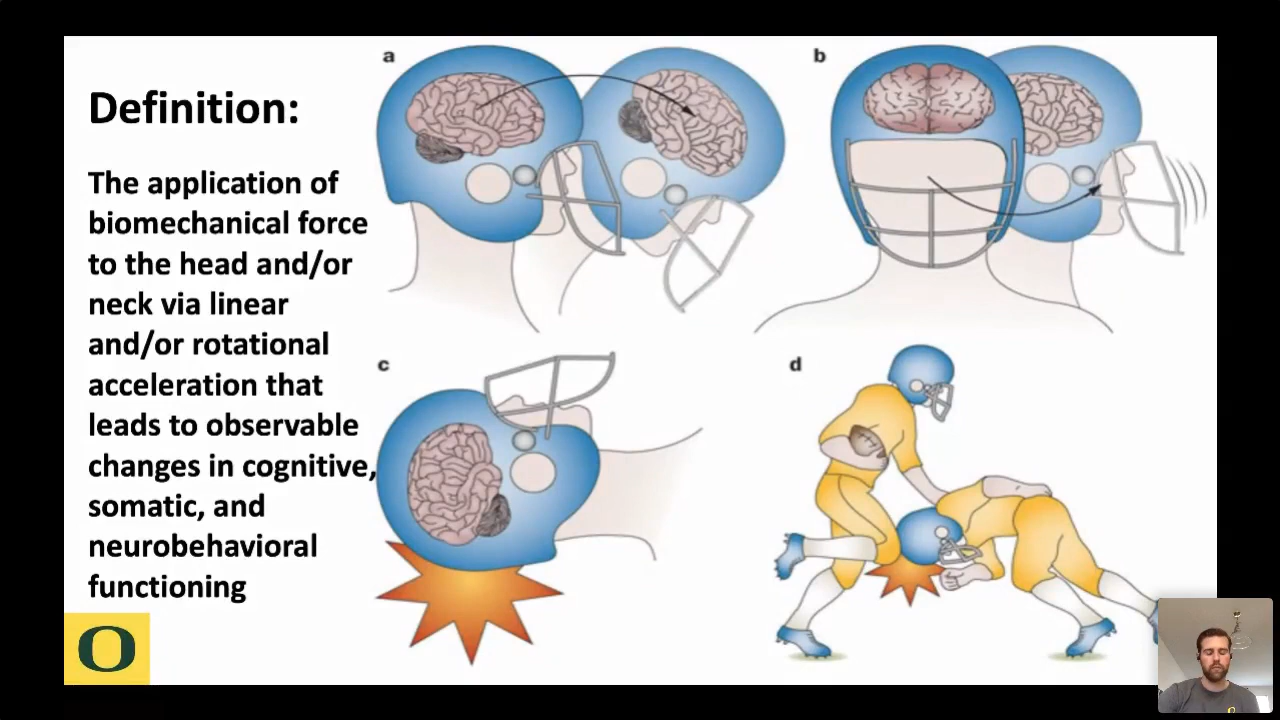 Definition:
The application of
biomechanical force
to the head and/or
neck via linear
and/or rotational
acceleration that
leads to observable
changes in cognitive,
somatic, and
neurobehavioral
functioning
a
b
c
d
O